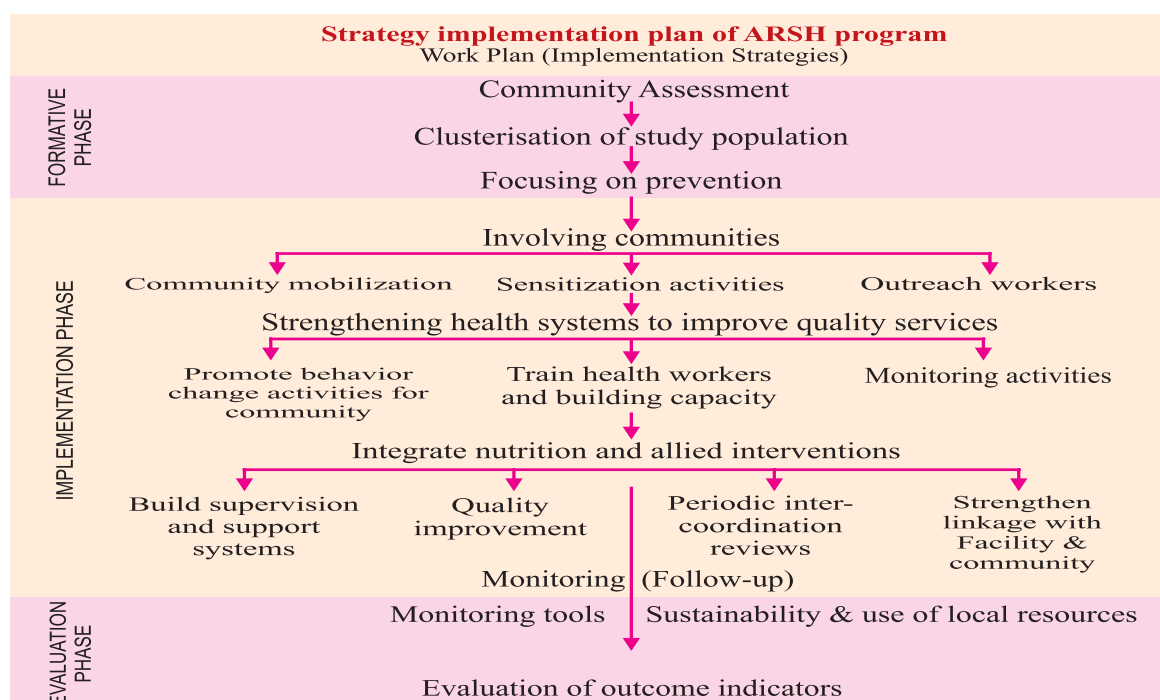 Strategy implementation plan of ARSH program
Work Plan (Implementation Strategies)
FORMATIVE
PHASE
Community Assessment
Clusterisation of study population
Focusing on prevention
IMPLEMENTATION PHASE
Involving communities
Community mobilization
Sensitization activities
Outreach workers
Strengthening health systems to improve quality services
Promote behavior
change activities for
community
Train health workers
and building capacity
Monitoring activities
Integrate nutrition and allied interventions
Build supervision
and support
systems
Quality
improvement
Periodic inter-
coordination
reviews
Strengthen
linkage with
Facility &
community
Monitoring (Follow-up)
EVALUATION
PHASE
Monitoring tools
Sustainability & use of local resources
Evaluation of outcome indicators